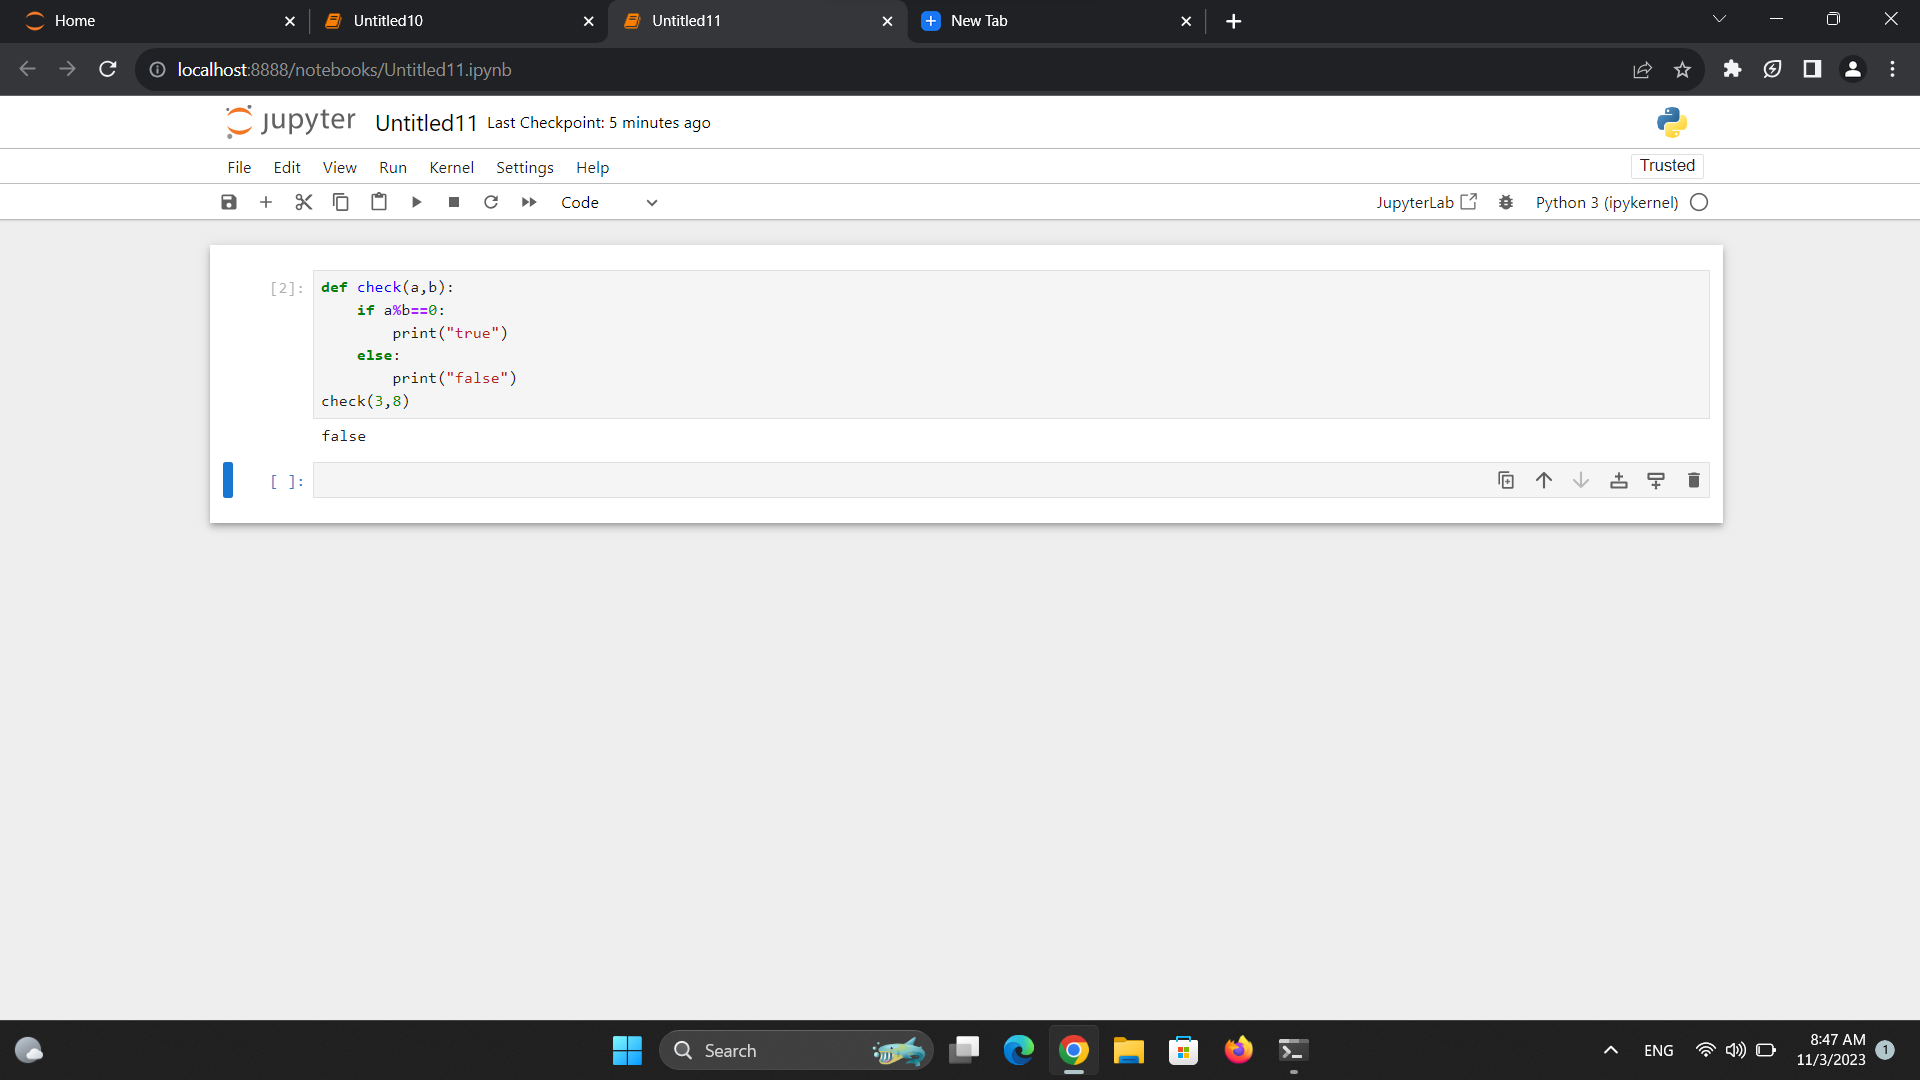 Home
Untitled10
Untitled11
New Tab
localhost:8888/notebooks/Untitled11.ipynb
jupyter Untitled11 Last Checkpoint: 5 minutes ago
File Edit View Run Kernel Settings Help
Trusted
Code
JupyterLab
Python 3 (ipykernel)
[2]:
def check(a,b):
    if a%b==0:
        print("true")
    else:
        print("false")
check(3,8)
false
[ ]:
Search
ENG
8:47 AM
11/3/2023
1